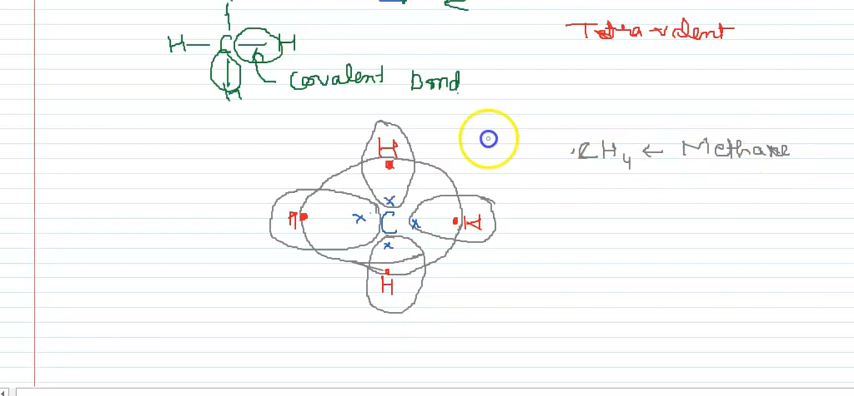 Tetravalent
H—C—H
H
Covalent Bond
H
CH4 ← Methane
H x x C x H
x
H